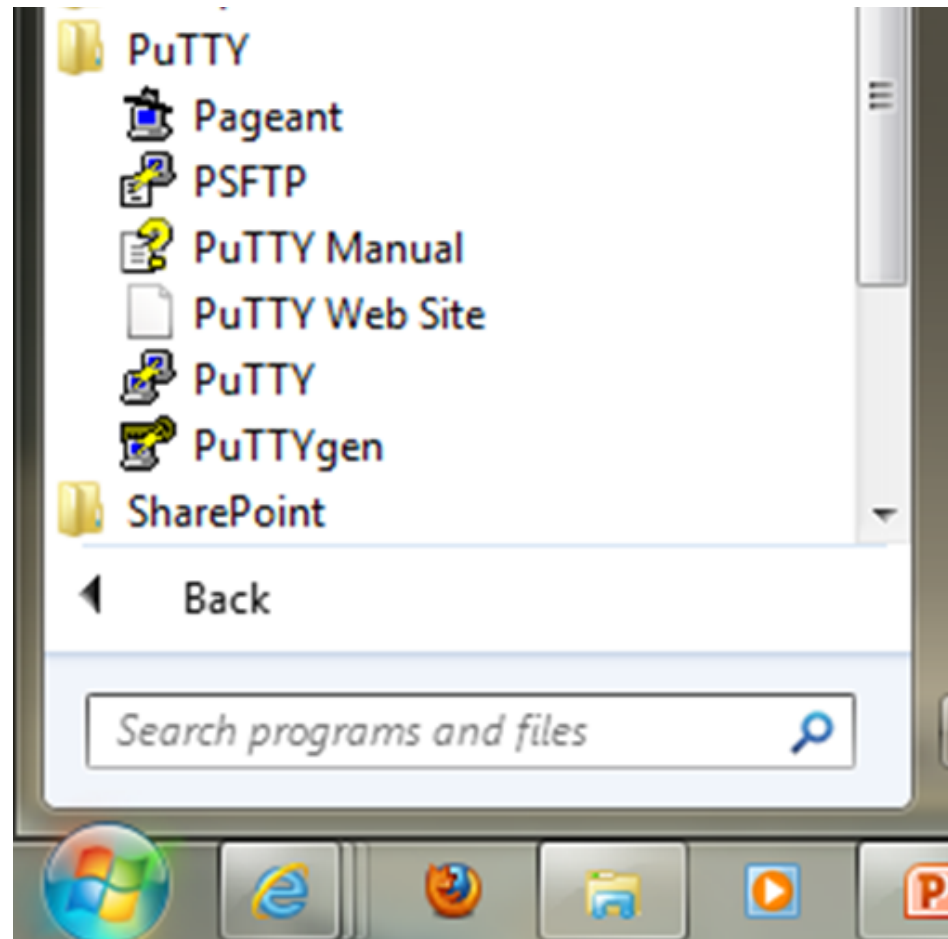 PuTTY
Pageant
PSFTP
PuTTY Manual
PuTTY Web Site
PuTTY
PuTTYgen
SharePoint
Back
Search programs and files
P